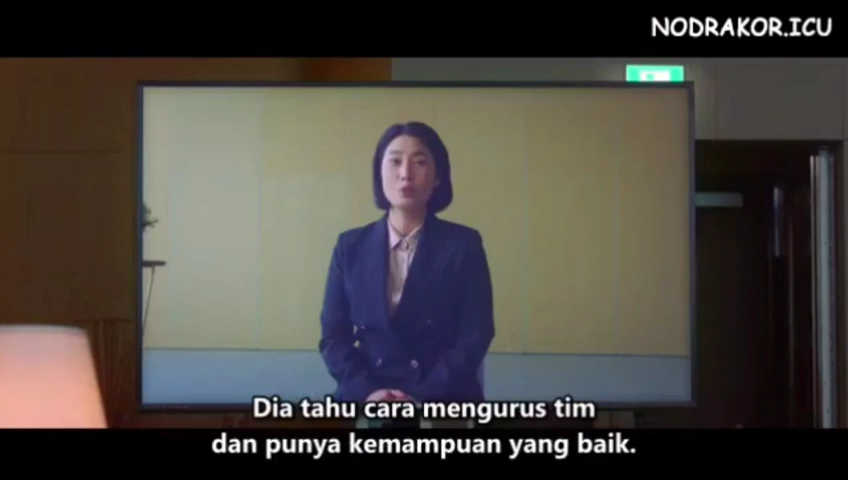 NODRAKOR.ICU
Dia tahu cara mengurus tim
dan punya kemampuan yang baik.